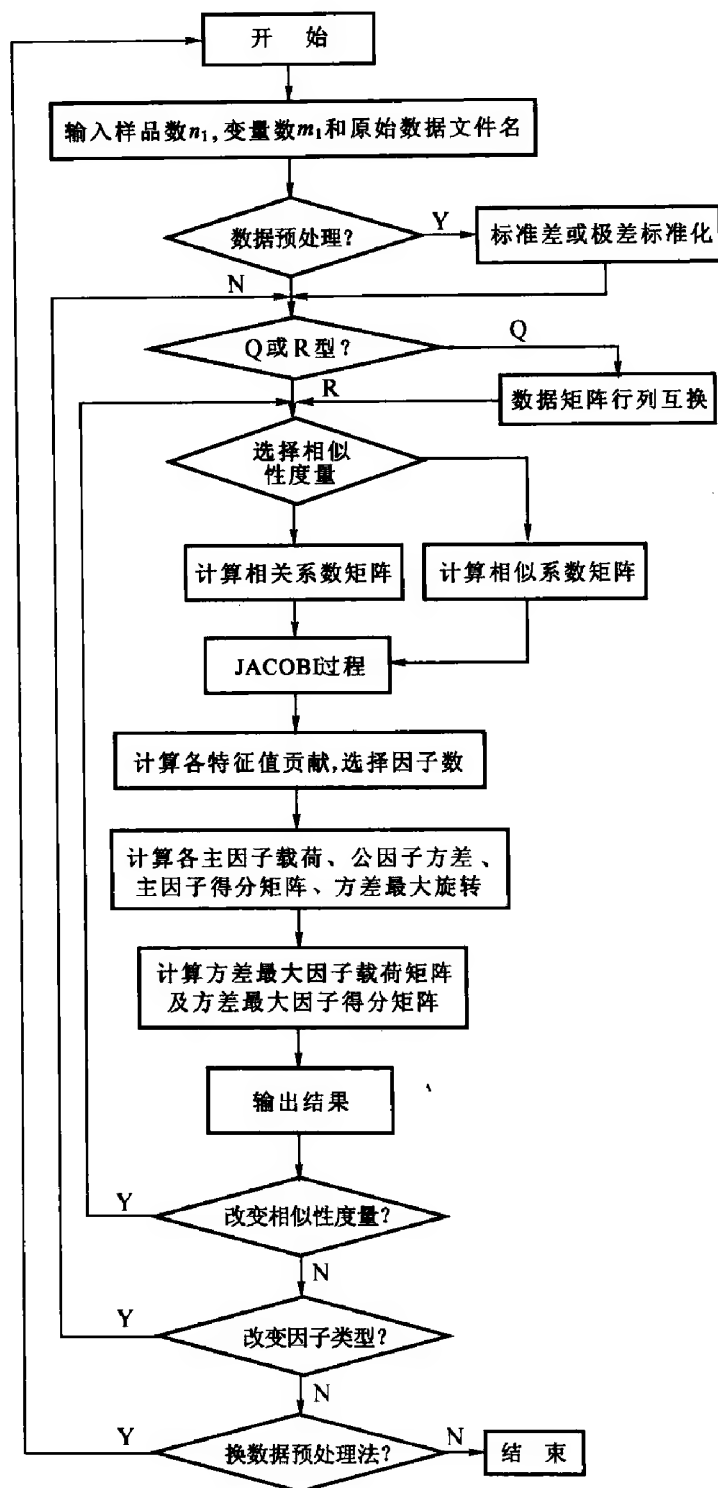 开 始
输入样品数n₁,变量数m₁和原始数据文件名
数据预处理?
Y
标准差或极差标准化
N
Q或R型?
Q
R
数据矩阵行列互换
选择相似
性度量
计算相关系数矩阵
计算相似系数矩阵
JACOBI过程
计算各特征值贡献,选择因子数
计算各主因子载荷、公因子方差、
主因子得分矩阵、方差最大旋转
计算方差最大因子载荷矩阵
及方差最大因子得分矩阵
输出结果
Y
改变相似性度量?
N
Y
改变因子类型?
N
Y
换数据预处理法?
N
结 束